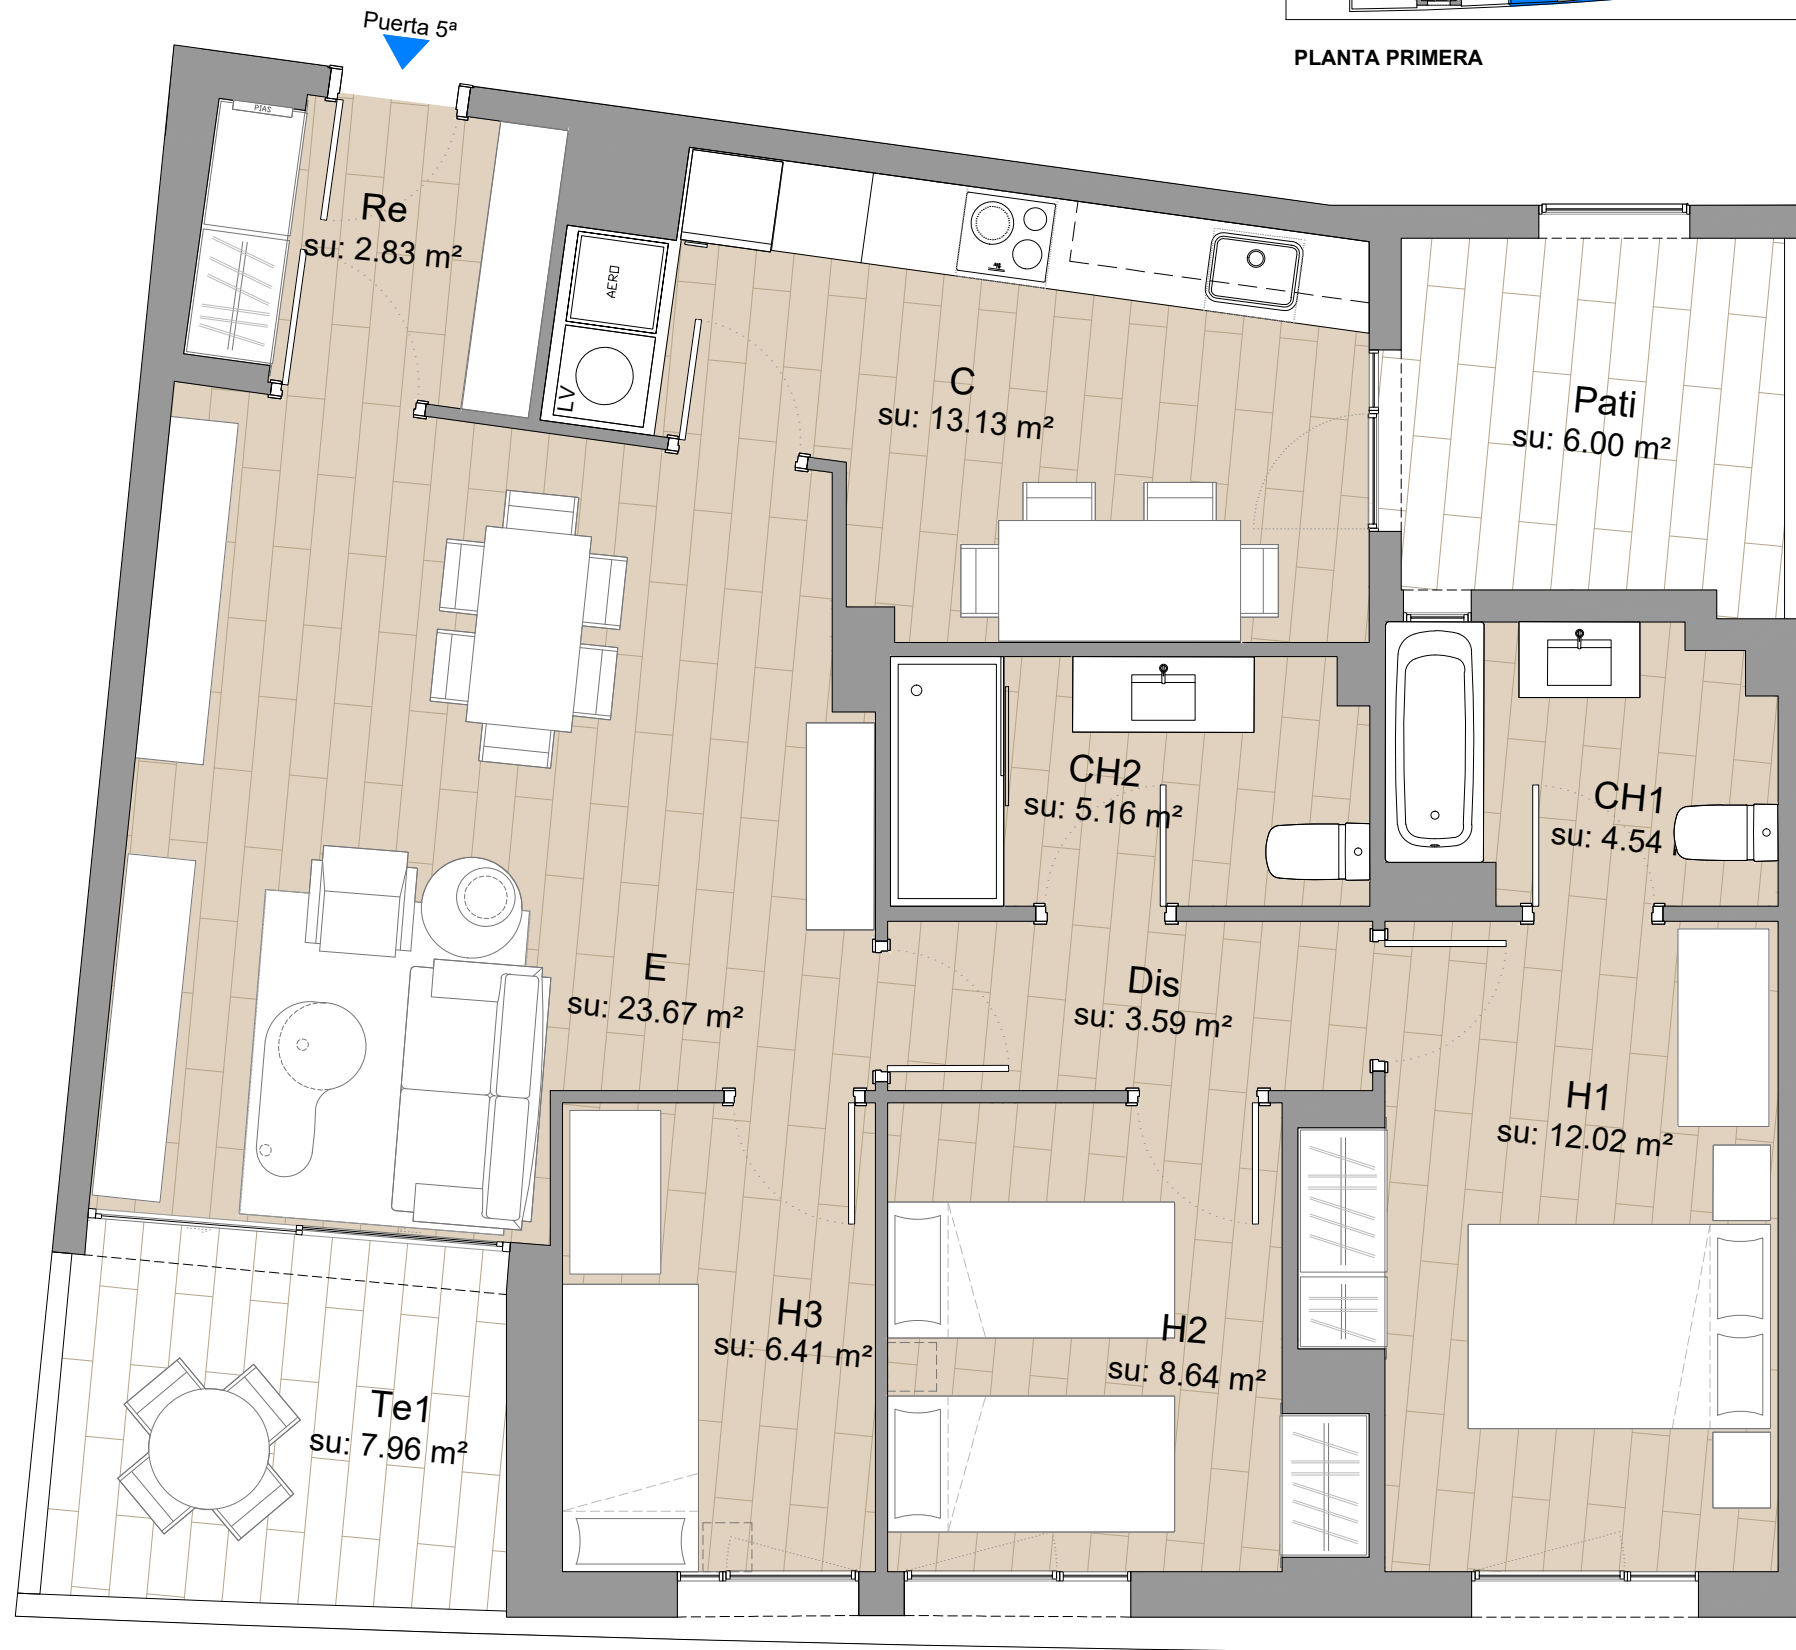 Puerta 5ª
PLANTA PRIMERA
PIAS
Re
su: 2.83 m²
AERO
LV
C
su: 13.13 m²
Pati
su: 6.00 m²
CH2
su: 5.16 m²
CH1
su: 4.54
E
su: 23.67 m²
Dis
su: 3.59 m²
H1
su: 12.02 m²
H3
su: 6.41 m²
H2
su: 8.64 m²
Te1
su: 7.96 m²